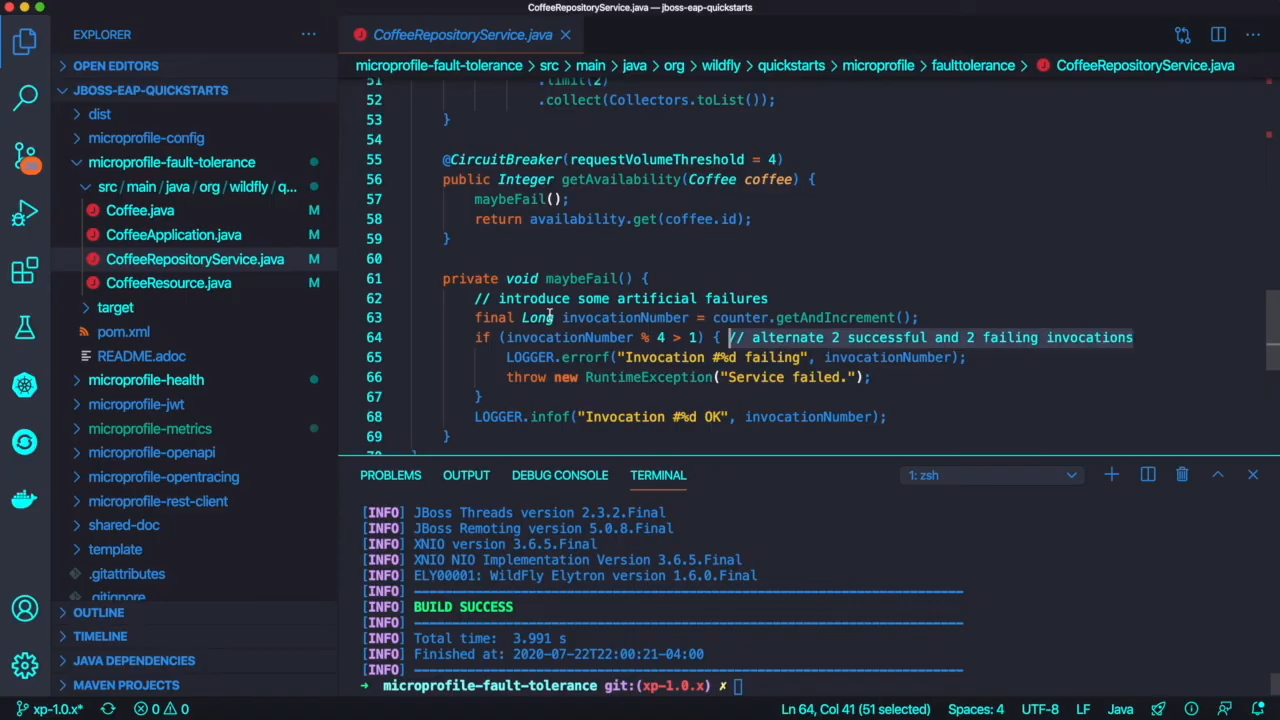 CoffeeRepositoryService.java — jboss-eap-quickstarts
EXPLORER
OPEN EDITORS
JBOSS-EAP-QUICKSTARTS
dist
microprofile-config
microprofile-fault-tolerance
src / main / java / org / wildfly / q...
Coffee.java M
CoffeeApplication.java M
CoffeeRepositoryService.java M
CoffeeResource.java M
target
pom.xml
README.adoc
microprofile-health
microprofile-jwt
microprofile-metrics
microprofile-openapi
microprofile-opentracing
microprofile-rest-client
shared-doc
template
.gitattributes
.gitignore
OUTLINE
TIMELINE
JAVA DEPENDENCIES
MAVEN PROJECTS
CoffeeRepositoryService.java
microprofile-fault-tolerance > src > main > java > org > wildfly > quickstarts > microprofile > faulttolerance > CoffeeRepositoryService.java
51 .limit(2)
52 .collect(Collectors.toList());
53 }
54
55 @CircuitBreaker(requestVolumeThreshold = 4)
56 public Integer getAvailability(Coffee coffee) {
57 maybeFail();
58 return availability.get(coffee.id);
59 }
60
61 private void maybeFail() {
62 // introduce some artificial failures
63 final Long invocationNumber = counter.getAndIncrement();
64 if (invocationNumber % 4 > 1) { // alternate 2 successful and 2 failing invocations
65 LOGGER.errorf("Invocation #%d failing", invocationNumber);
66 throw new RuntimeException("Service failed.");
67 }
68 LOGGER.infof("Invocation #%d OK", invocationNumber);
69 }
70 }
PROBLEMS OUTPUT DEBUG CONSOLE TERMINAL 1: zsh
[INFO] JBoss Threads version 2.3.2.Final
[INFO] JBoss Remoting version 5.0.8.Final
[INFO] XNIO version 3.6.5.Final
[INFO] XNIO NIO Implementation Version 3.6.5.Final
[INFO] ELY00001: WildFly Elytron version 1.6.0.Final
[INFO] ------------------------------------------------------------------------
[INFO] BUILD SUCCESS
[INFO] ------------------------------------------------------------------------
[INFO] Total time: 3.991 s
[INFO] Finished at: 2020-07-22T22:00:21-04:00
[INFO] ------------------------------------------------------------------------
➜ microprofile-fault-tolerance git:(xp-1.0.x) ✗
xp-1.0.x* 0 0 Ln 64, Col 41 (51 selected) Spaces: 4 UTF-8 LF Java